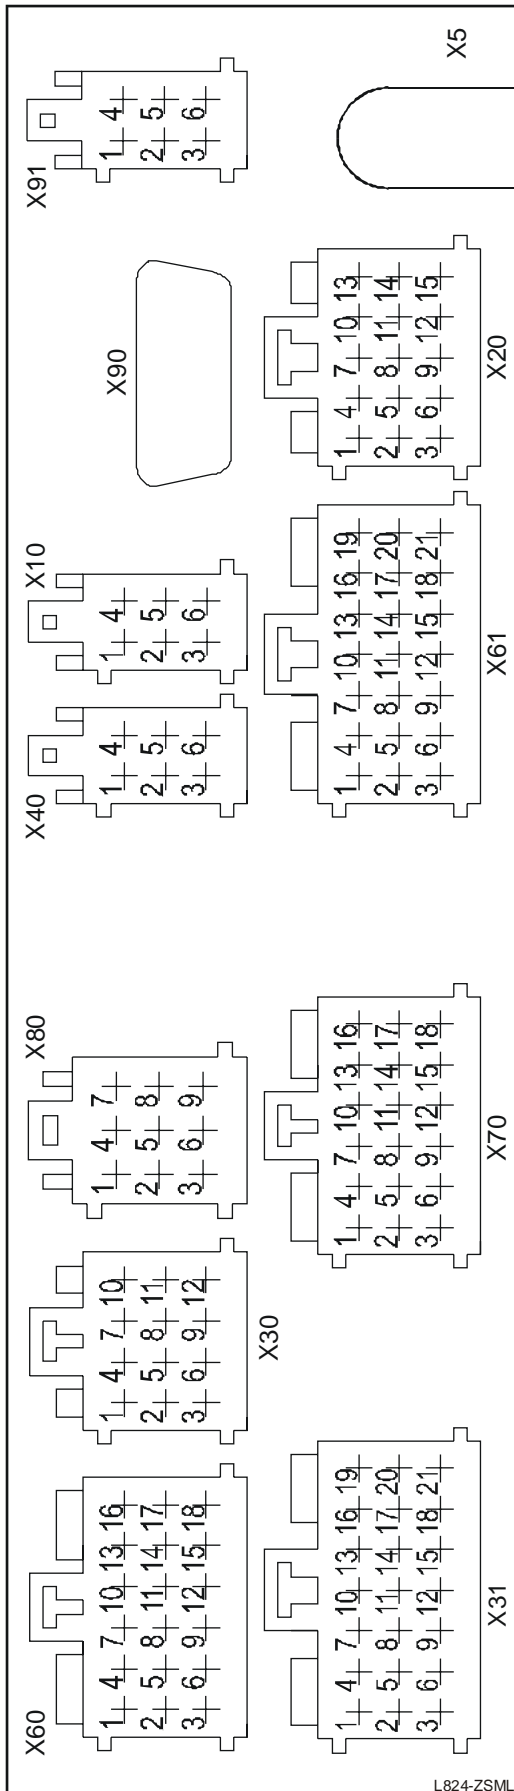 X91
1 4
2 5
3 6
X5
X90
X20
1 4 7 10 13
2 5 8 11 14
3 6 9 12 15
X10
1 4
2 5
3 6
X40
1 4
2 5
3 6
X61
1 4 7 10 13 16 19
2 5 8 11 14 17 20
3 6 9 12 15 18 21
X80
1 4 7
2 5 8
3 6 9
X70
1 4 7 10 13 16
2 5 8 11 14 17
3 6 9 12 15 18
X30
1 4 7 10
2 5 8 11
3 6 9 12
X60
1 4 7 10 13 16
2 5 8 11 14 17
3 6 9 12 15 18
X31
1 4 7 10 13 16 19
2 5 8 11 14 17 20
3 6 9 12 15 18 21
L824-ZSML